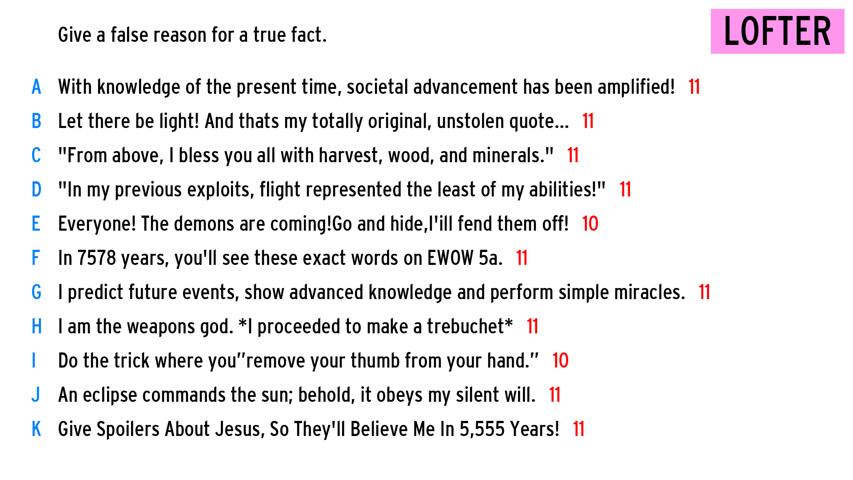 Give a false reason for a true fact.
LOFTER
A With knowledge of the present time, societal advancement has been amplified! 11
B Let there be light! And thats my totally original, unstolen quote... 11
C "From above, I bless you all with harvest, wood, and minerals." 11
D "In my previous exploits, flight represented the least of my abilities!" 11
E Everyone! The demons are coming!Go and hide,I'ill fend them off! 10
F In 7578 years, you'll see these exact words on EWOW 5a. 11
G I predict future events, show advanced knowledge and perform simple miracles. 11
H I am the weapons god. *I proceeded to make a trebuchet* 11
I Do the trick where you”remove your thumb from your hand.” 10
J An eclipse commands the sun; behold, it obeys my silent will. 11
K Give Spoilers About Jesus, So They'll Believe Me In 5,555 Years! 11